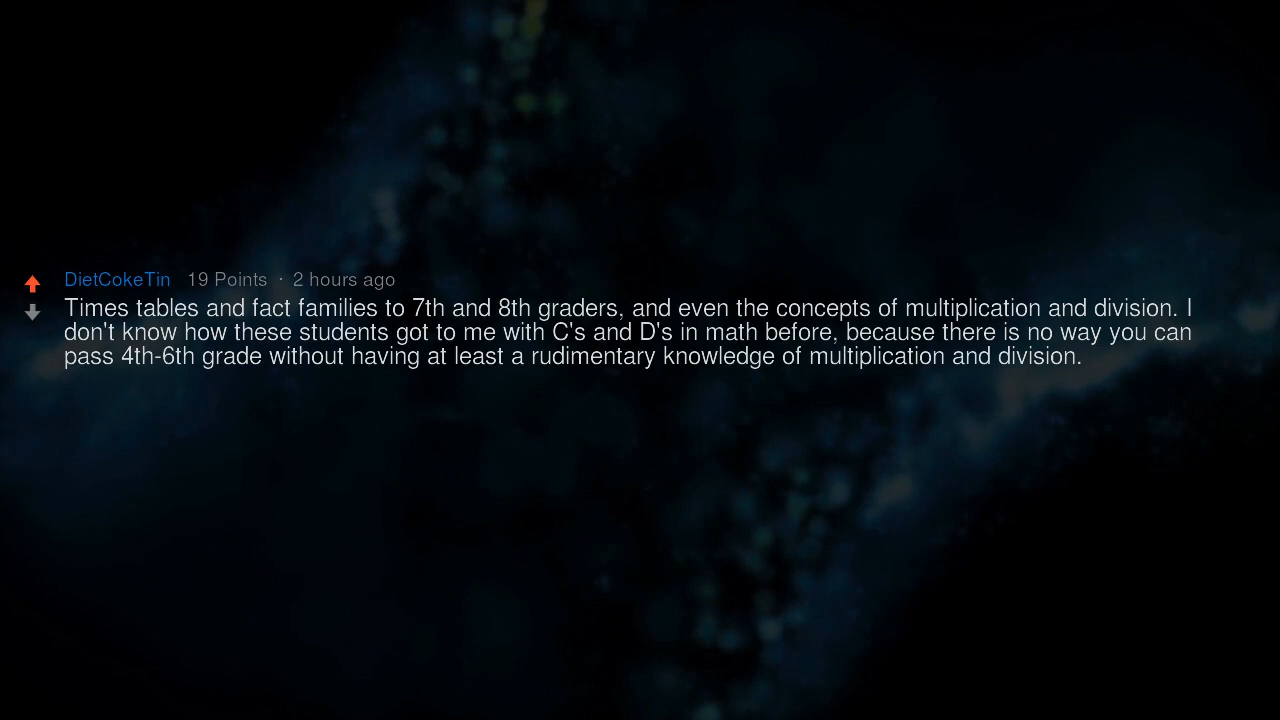 DietCokeTin 19 Points · 2 hours ago
Times tables and fact families to 7th and 8th graders, and even the concepts of multiplication and division. I
don't know how these students got to me with C's and D's in math before, because there is no way you can
pass 4th-6th grade without having at least a rudimentary knowledge of multiplication and division.